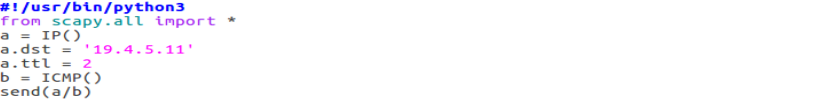 #!/usr/bin/python3
from scapy.all import *
a = IP()
a.dst = '19.4.5.11'
a.ttl = 2
b = ICMP()
send(a/b)